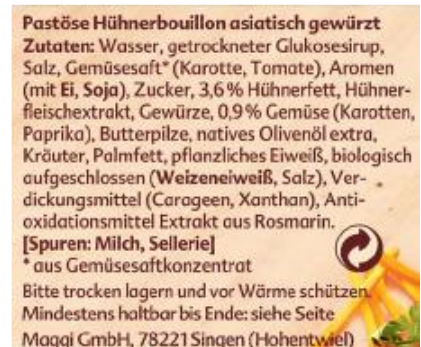 Pastöse Hühnerbouillon asiatisch gewürzt
Zutaten: Wasser, getrockneter Glukosesirup,
Salz, Gemüsesaft* (Karotte, Tomate), Aromen
(mit Ei, Soja), Zucker, 3,6% Hühnerfett, Hühner-
fleischextrakt, Gewürze, 0,9% Gemüse (Karotten,
Paprika), Butterpilze, natives Olivenöl extra,
Kräuter, Palmfett, pflanzliches Eiweiß, biologisch
aufgeschlossen (Weizeneiweiß, Salz), Ver-
dickungsmittel (Carageen, Xanthan), Anti-
oxidationsmittel Extrakt aus Rosmarin.
[Spuren: Milch, Sellerie]
* aus Gemüsesaftkonzentrat
Bitte trocken lagern und vor Wärme schützen.
Mindestens haltbar bis Ende: siehe Seite
Maggi GmbH, 78221 Singen (Hohentwiel)